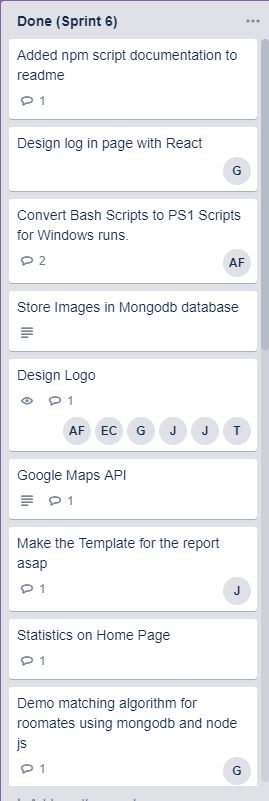 Done (Sprint 6) ...
Added npm script documentation to
readme
1
Design log in page with React
G
Convert Bash Scripts to PS1 Scripts
for Windows runs.
2
AF
Store Images in Mongodb database
Design Logo
1
AF EC G J J T
Google Maps API
1
Make the Template for the report
asap
1
J
Statistics on Home Page
1
Demo matching algorithm for
roomates using mongodb and node
js
1
G